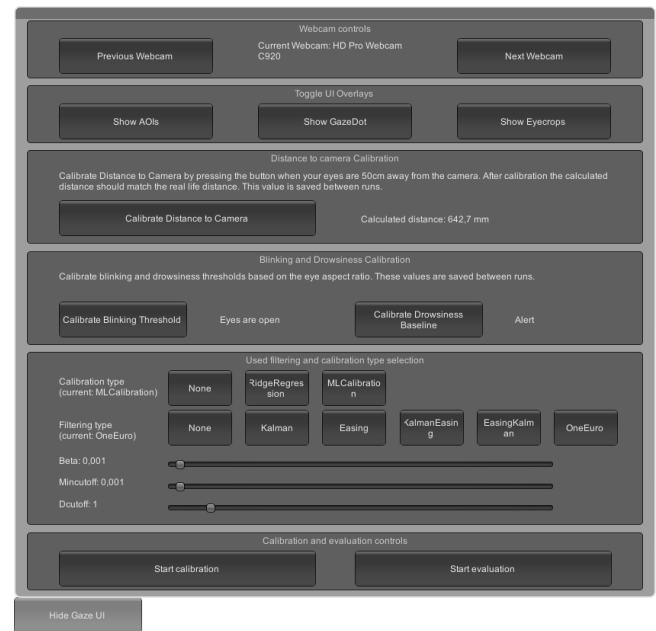 Webcam controls
Previous Webcam
Current Webcam: HD Pro Webcam
C920
Next Webcam
Toggle UI Overlays
Show AOIs
Show GazeDot
Show Eyecrops
Distance to camera Calibration
Calibrate Distance to Camera by pressing the button when your eyes are 50cm away from the camera. After calibration the calculated
distance should match the real life distance. This value is saved between runs.
Calibrate Distance to Camera
Calculated distance: 642,7 mm
Blinking and Drowsiness Calibration
Calibrate blinking and drowsiness thresholds based on the eye aspect ratio. These values are saved between runs.
Calibrate Blinking Threshold
Eyes are open
Calibrate Drowsiness
Baseline
Alert
Used filtering and calibration type selection
Calibration type
(current: MLCalibration)
None
RidgeRegres
sion
MLCalibratio
n
Filtering type
(current: OneEuro)
None
Kalman
Easing
KalmanEasin
g
EasingKalm
an
OneEuro
Beta: 0,001
Mincutoff: 0,001
Dcutoff: 1
Calibration and evaluation controls
Start calibration
Start evaluation
Hide Gaze UI